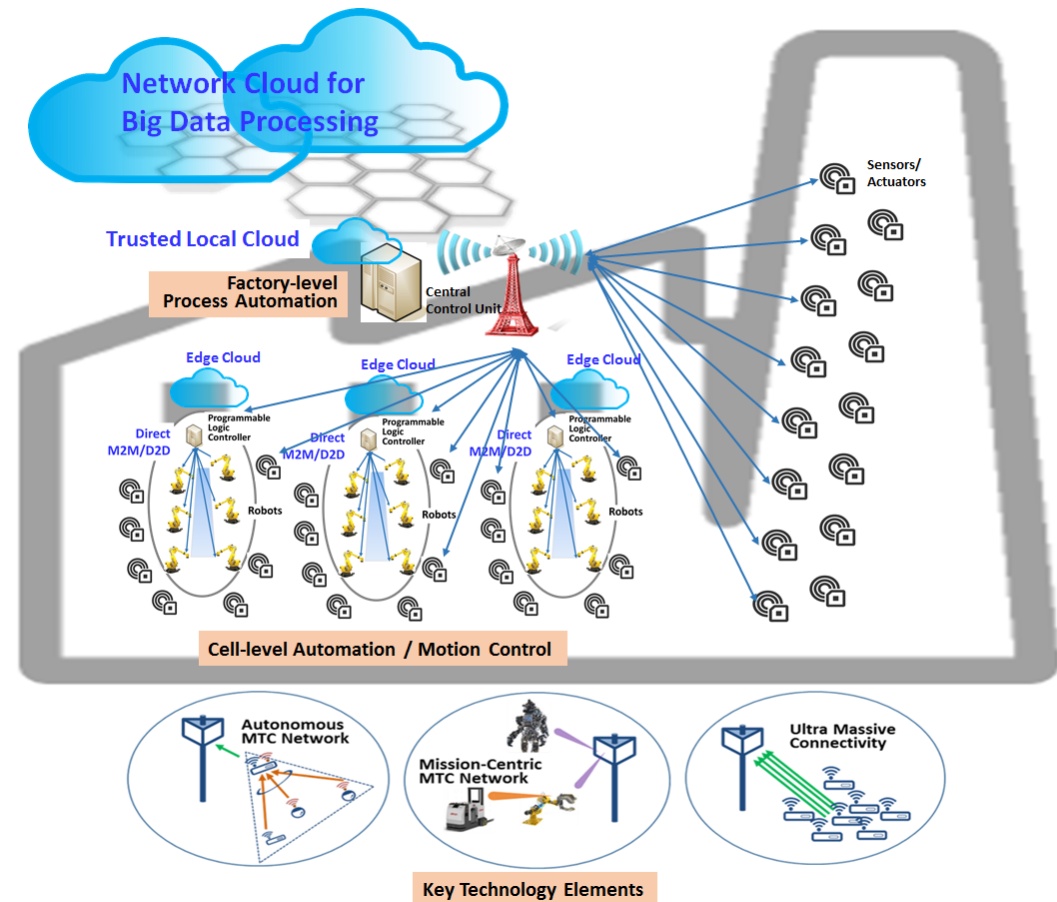 Network Cloud for
Big Data Processing
Sensors/
Actuators
Trusted Local Cloud
Factory-level
Process Automation
Central
Control Unit
Edge Cloud
Edge Cloud
Edge Cloud
Programmable
Logic
Controller
Direct
M2M/D2D
Robots
Programmable
Logic
Controller
Direct
M2M/D2D
Robots
Programmable
Logic
Controller
Direct
M2M/D2D
Robots
Cell-level Automation / Motion Control
Autonomous
MTC Network
Mission-Centric
MTC Network
Ultra Massive
Connectivity
Key Technology Elements